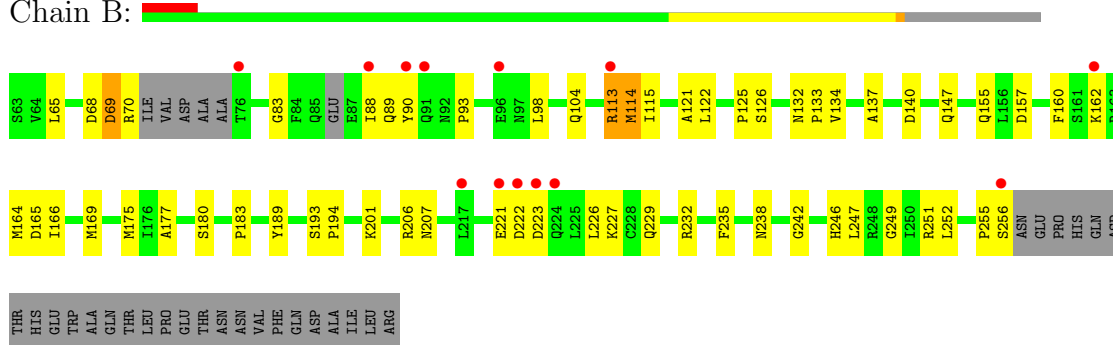 Chain B:
S63 V64 L65 D68 D69 R70 ILE VAL ASP ALA ALA T76 G83 F84 Q85 GLU E87 I88 Q89 Y90 Q91 N92 P93 E96 N97 L98 Q104 R113 M114 I115 A121 L122 P125 S126 N132 P133 V134 A137 D140 Q147 Q155 L156 D157 F160 S161 K162
M164 D165 I166 M169 M175 I176 A177 S180 P183 Y189 S193 P194 K201 R206 N207 L217 E221 D222 D223 Q224 L225 L226 K227 C228 Q229 R232 F235 N238 G242 H246 L247 R248 G249 I250 R251 L252 P255 S256 ASN GLU PRO HIS GLN ASP
THR HIS GLU TRP ALA GLN THR LEU PRO GLU THR ASN ASN VAL PHE GLN ASP ALA ILE LEU ARG